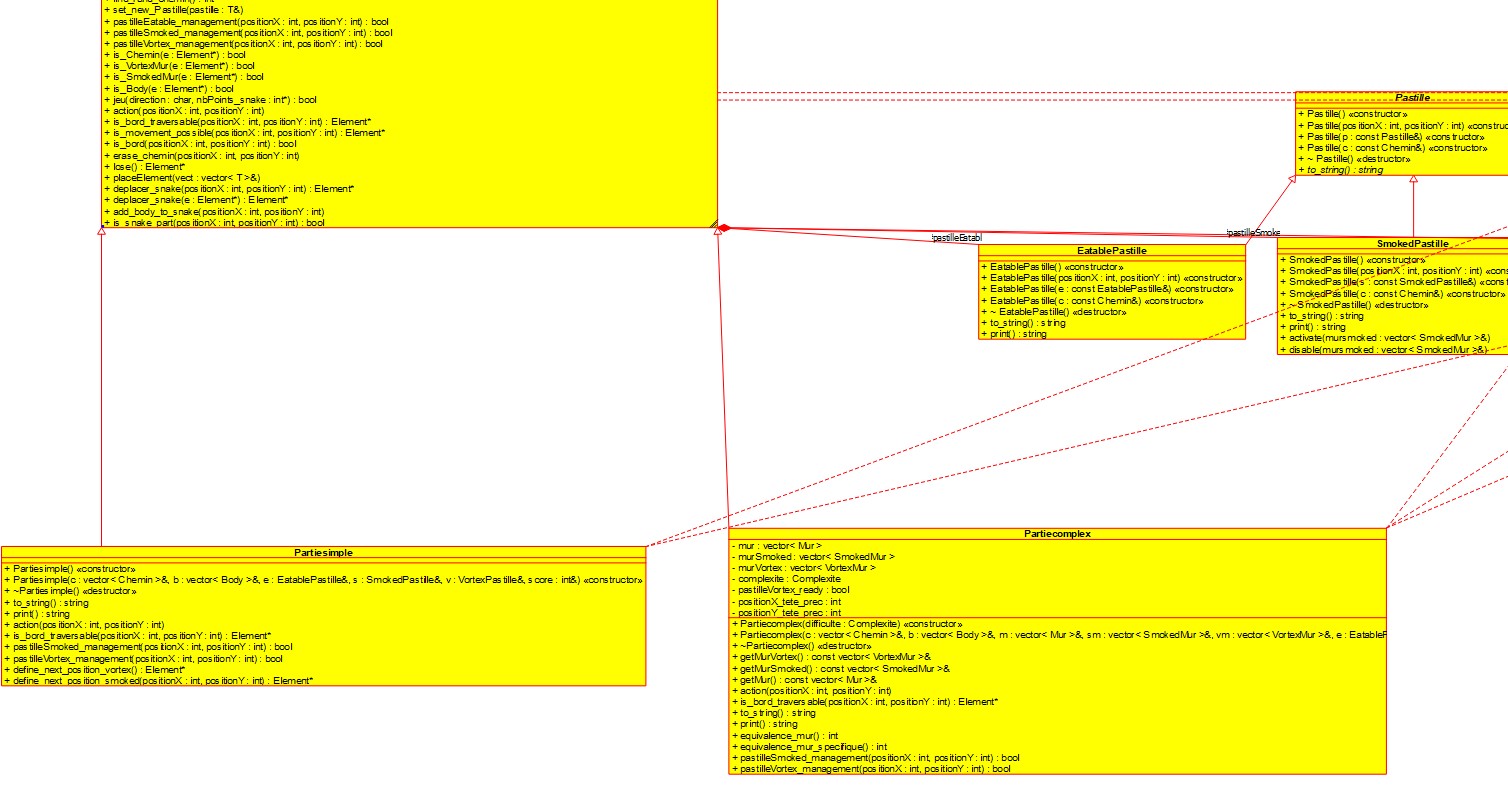 + set_new_Pastille(pastille : T&)
+ pastilleEatable_management(positionX : int, positionY : int) : bool
+ pastilleSmoked_management(positionX : int, positionY : int) : bool
+ pastilleVortex_management(positionX : int, positionY : int) : bool
+ is_Chemin(e : Element*) : bool
+ is_VortexMur(e : Element*) : bool
+ is_SmokedMur(e : Element*) : bool
+ is_Body(e : Element*) : bool
+ jeu(direction : char, nbPoints_snake : int*) : bool
+ action(positionX : int, positionY : int)
+ is_bord_traversable(positionX : int, positionY : int) : Element*
+ is_movement_possible(positionX : int, positionY : int) : Element*
+ is_bord(positionX : int, positionY : int) : bool
+ erase_chemin(positionX : int, positionY : int)
+ lose() : Element*
+ placeElement(vect : vector< T >&)
+ deplacer_snake(positionX : int, positionY : int) : Element*
+ deplacer_snake(e : Element*) : Element*
+ add_body_to_snake(positionX : int, positionY : int)
+ is_snake_part(positionX : int, positionY : int) : bool
Pastille
+ Pastille() «constructor»
+ Pastille(positionX : int, positionY : int) «construc
+ Pastille(p : const Pastille&) «constructor»
+ Pastille(c : const Chemin&) «constructor»
+ ~ Pastille() «destructor»
+ to_string() : string
-pastilleEatabl
-pastilleSmoke
EatablePastille
+ EatablePastille() «constructor»
+ EatablePastille(positionX : int, positionY : int) «constructor»
+ EatablePastille(e : const EatablePastille&) «constructor»
+ EatablePastille(c : const Chemin&) «constructor»
+ ~ EatablePastille() «destructor»
+ to_string() : string
+ print() : string
SmokedPastille
+ SmokedPastille() «constructor»
+ SmokedPastille(positionX : int, positionY : int) «cons
+ SmokedPastille(s : const SmokedPastille&) «const
+ SmokedPastille(c : const Chemin&) «constructor»
+ ~ SmokedPastille() «destructor»
+ to_string() : string
+ print() : string
+ activate(mursmoked : vector< SmokedMur >&)
+ disable(mursmoked : vector< SmokedMur >&)
Partiesimple
+ Partiesimple() «constructor»
+ Partiesimple(c : vector< Chemin >&, b : vector< Body >&, e : EatablePastille&, s : SmokedPastille&, v : VortexPastille&, score : int&) «constructor»
+ ~Partiesimple() «destructor»
+ to_string() : string
+ print() : string
+ action(positionX : int, positionY : int)
+ is_bord_traversable(positionX : int, positionY : int) : Element*
+ pastilleSmoked_management(positionX : int, positionY : int) : bool
+ pastilleVortex_management(positionX : int, positionY : int) : bool
+ define_next_position_vortex() : Element*
+ define_next_position_smoked(positionX : int, positionY : int) : Element*
Partiecomplex
- mur : vector< Mur >
- murSmoked : vector< SmokedMur >
- murVortex : vector< VortexMur >
- complexite : Complexite
- pastilleVortex_ready : bool
- positionX_tete_prec : int
- positionY_tete_prec : int
+ Partiecomplex(difficulte : Complexite) «constructor»
+ Partiecomplex(c : vector< Chemin >&, b : vector< Body >&, m : vector< Mur >&, sm : vector< SmokedMur >&, vm : vector< VortexMur >&, e : EatableP
+ ~Partiecomplex() «destructor»
+ getMurVortex() : const vector< VortexMur >&
+ getMurSmoked() : const vector< SmokedMur >&
+ getMur() : const vector< Mur >&
+ action(positionX : int, positionY : int)
+ is_bord_traversable(positionX : int, positionY : int) : Element*
+ to_string() : string
+ print() : string
+ equivalence_mur() : int
+ equivalence_mur_specifique() : int
+ pastilleSmoked_management(positionX : int, positionY : int) : bool
+ pastilleVortex_management(positionX : int, positionY : int) : bool